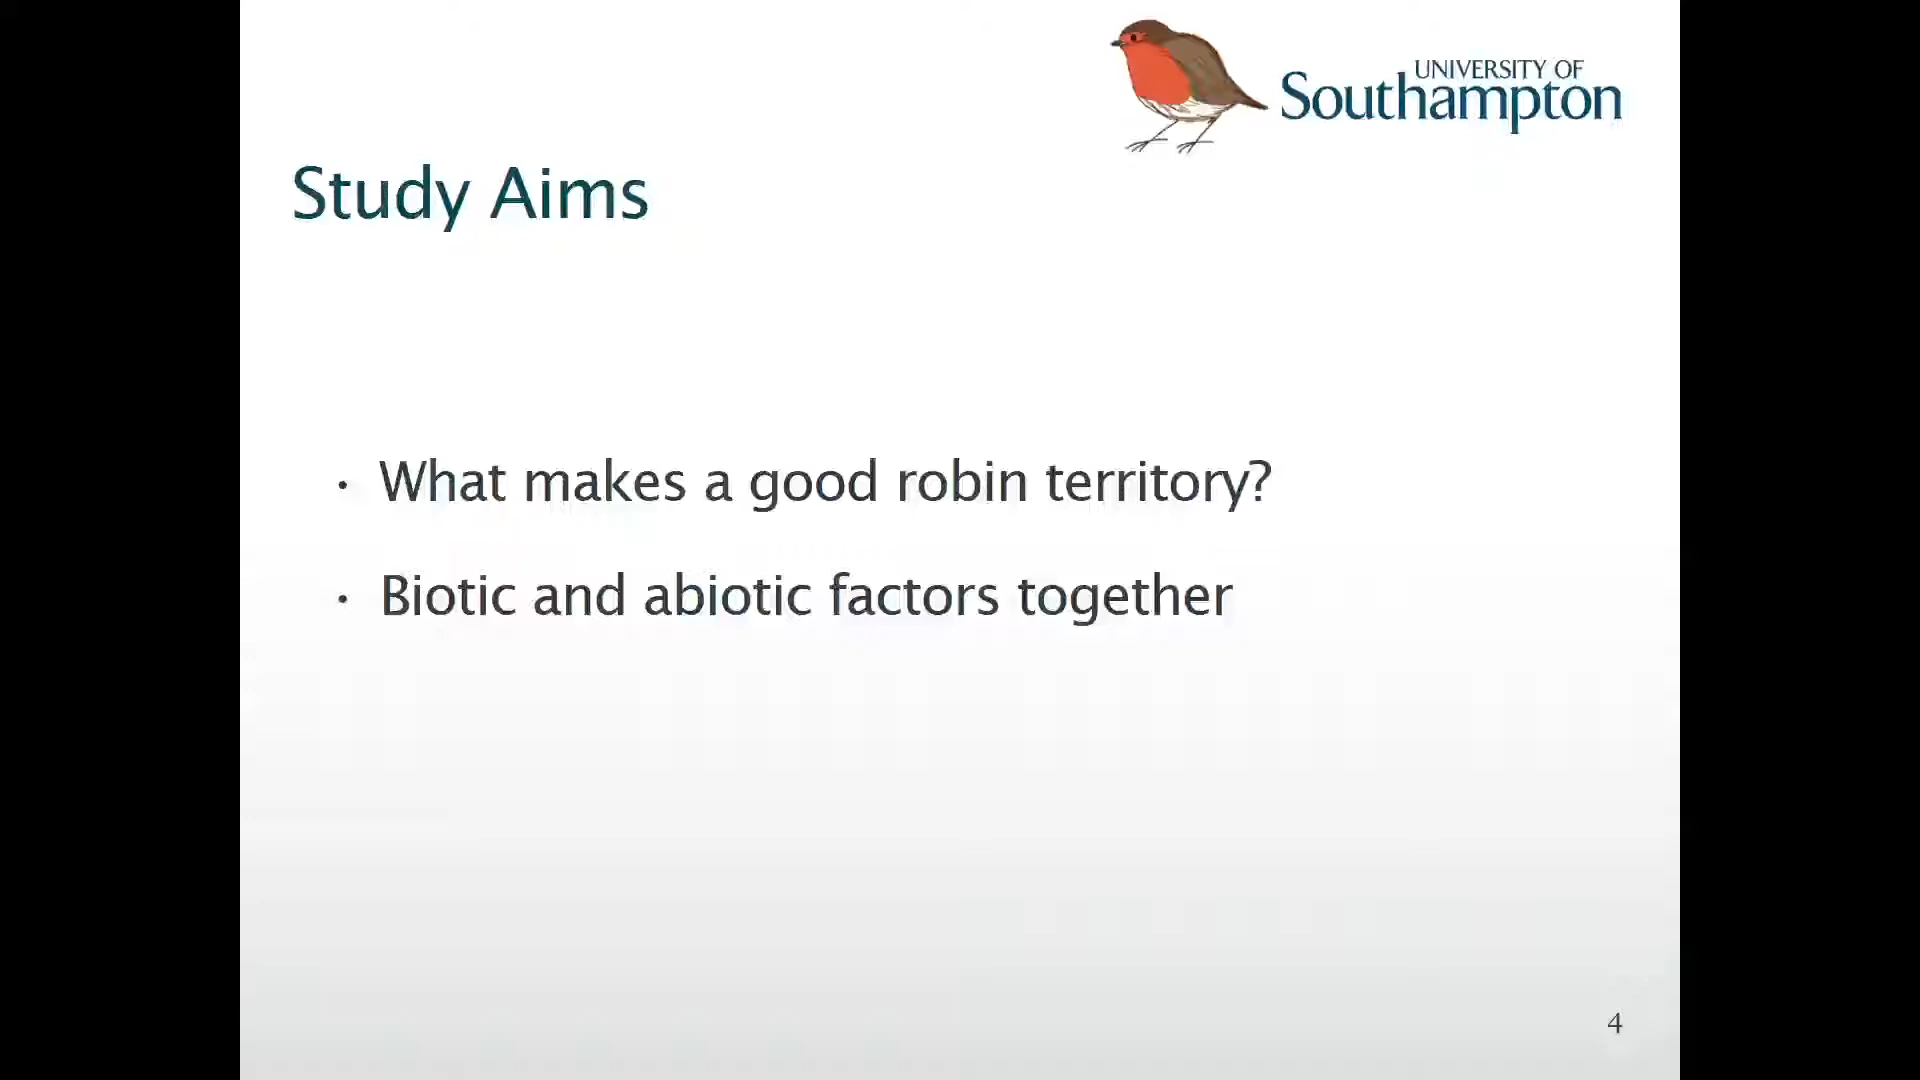 UNIVERSITY OF
Southampton
Study Aims
· What makes a good robin territory?
· Biotic and abiotic factors together
4